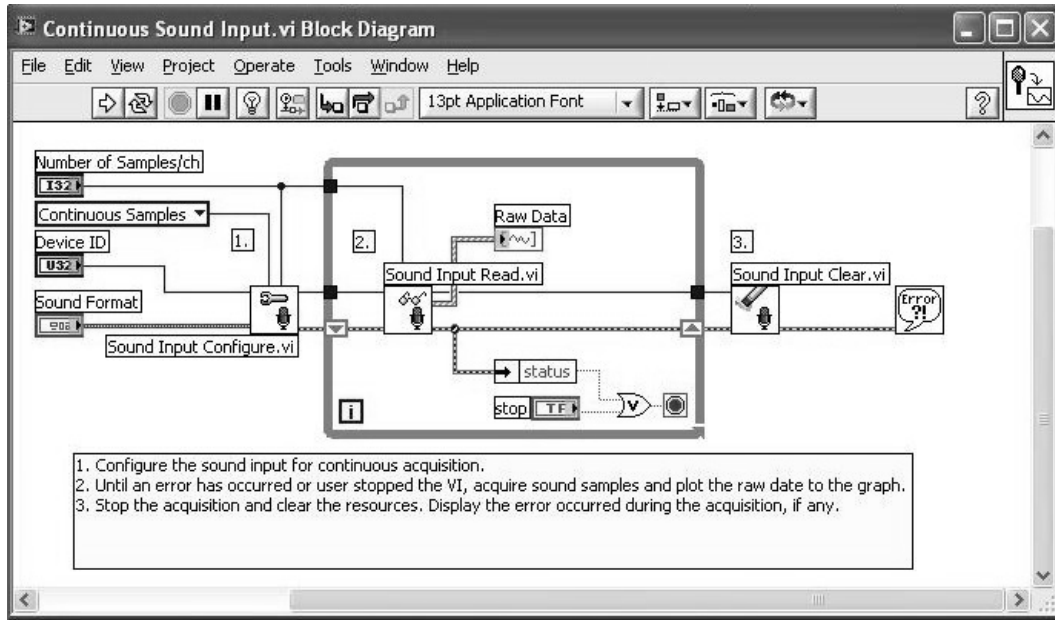 Continuous Sound Input.vi Block Diagram
File Edit View Project Operate Tools Window Help
13pt Application Font
?
Number of Samples/ch
I32
Continuous Samples
Device ID
U32
Sound Format
1.
Sound Input Configure.vi
2.
Raw Data
Sound Input Read.vi
status
stop TF
V
i
3.
Sound Input Clear.vi
Error
?!
1. Configure the sound input for continuous acquisition.
2. Until an error has occurred or user stopped the VI, acquire sound samples and plot the raw date to the graph.
3. Stop the acquisition and clear the resources. Display the error occurred during the acquisition, if any.